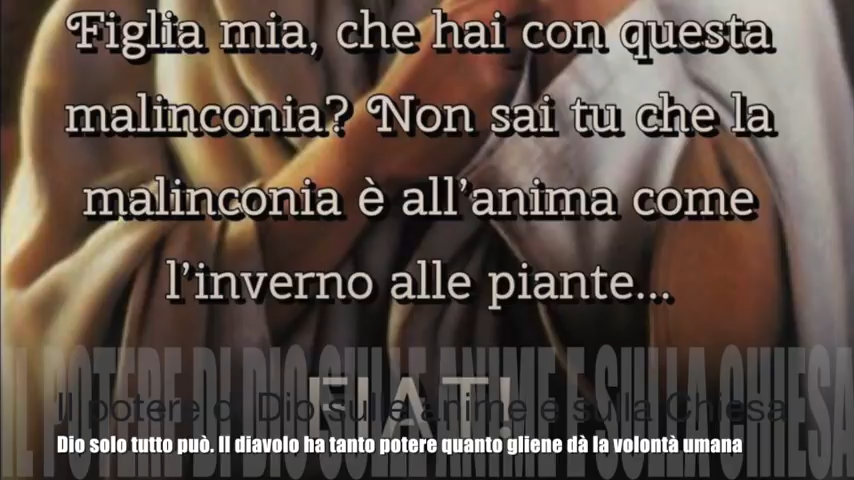 Figlia mia, che hai con questa
malinconia? Non sai tu che la
malinconia è all'anima come
l'inverno alle piante...
IL POTERE DI DIO SULLE ANIME E SULLA CHIESA
FIAT!
Il potere di Dio sulle anime e sulla Chiesa
Dio solo tutto può. Il diavolo ha tanto potere quanto gliene dà la volontà umana